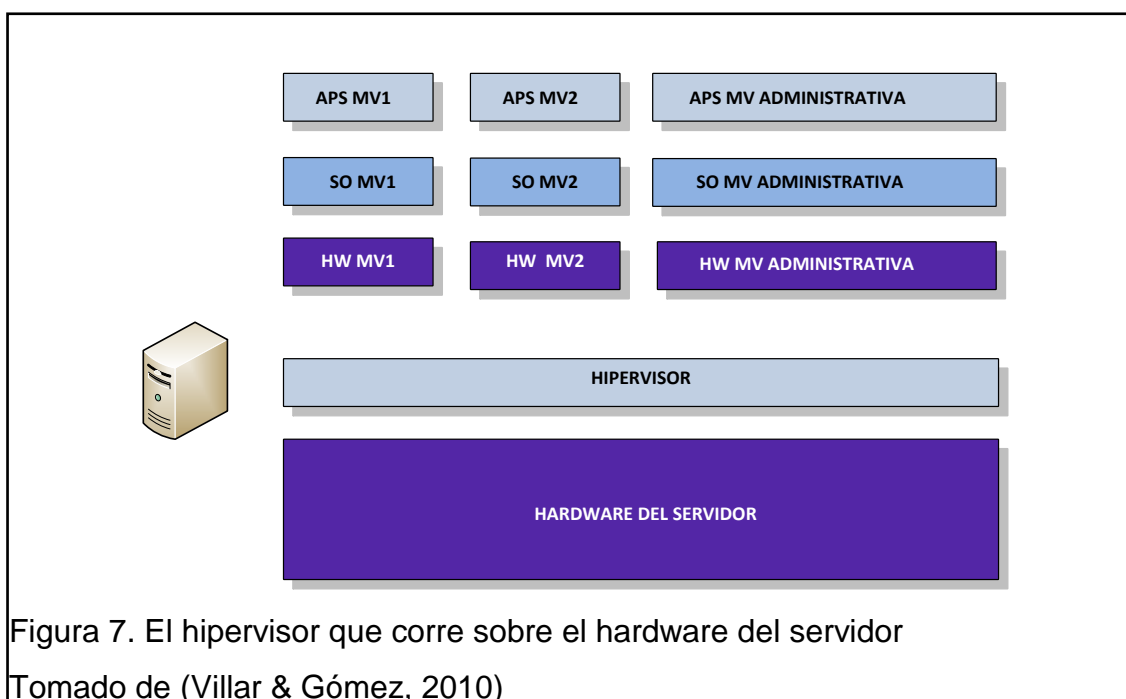 APS MV1 APS MV2 APS MV ADMINISTRATIVA
SO MV1 SO MV2 SO MV ADMINISTRATIVA
HW MV1 HW MV2 HW MV ADMINISTRATIVA
HIPERVISOR
HARDWARE DEL SERVIDOR
Figura 7. El hipervisor que corre sobre el hardware del servidor
Tomado de (Villar & Gómez, 2010)